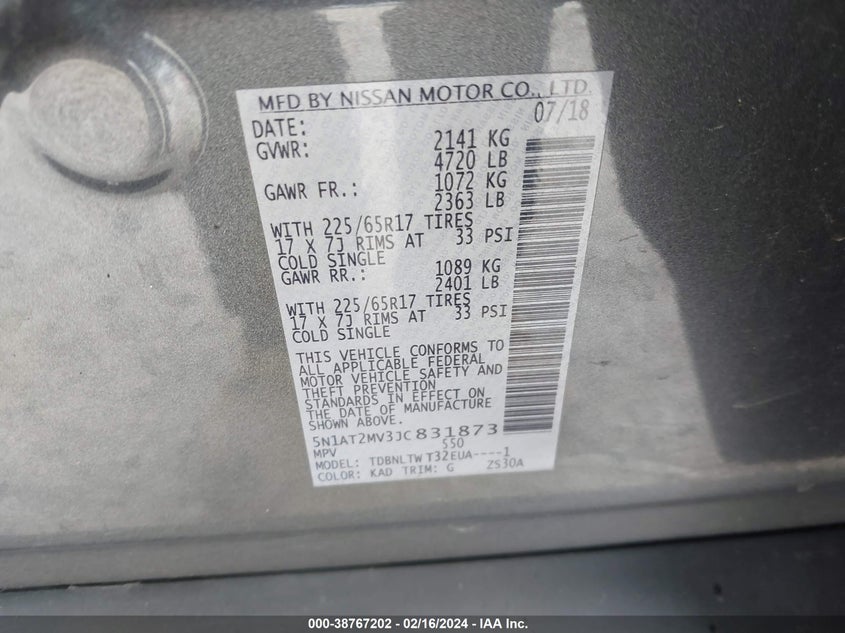 MFD BY NISSAN MOTOR CO., LTD.
DATE: 07/18
GVWR: 2141 KG
4720 LB
GAWR FR.: 1072 KG
2363 LB
WITH 225/65R17 TIRES
17 X 7J RIMS AT 33 PSI
COLD SINGLE
GAWR RR.: 1089 KG
2401 LB
WITH 225/65R17 TIRES
17 X 7J RIMS AT 33 PSI
COLD SINGLE
THIS VEHICLE CONFORMS TO
ALL APPLICABLE FEDERAL
MOTOR VEHICLE SAFETY AND
THEFT PREVENTION
STANDARDS IN EFFECT ON
THE DATE OF MANUFACTURE
SHOWN ABOVE.
5N1AT2MV3JC831873
MPV S50
MODEL: TDBNLTW T32EUA----1
COLOR: KAD TRIM: G ZS30A
000-38767202 - 02/16/2024 - IAA Inc.